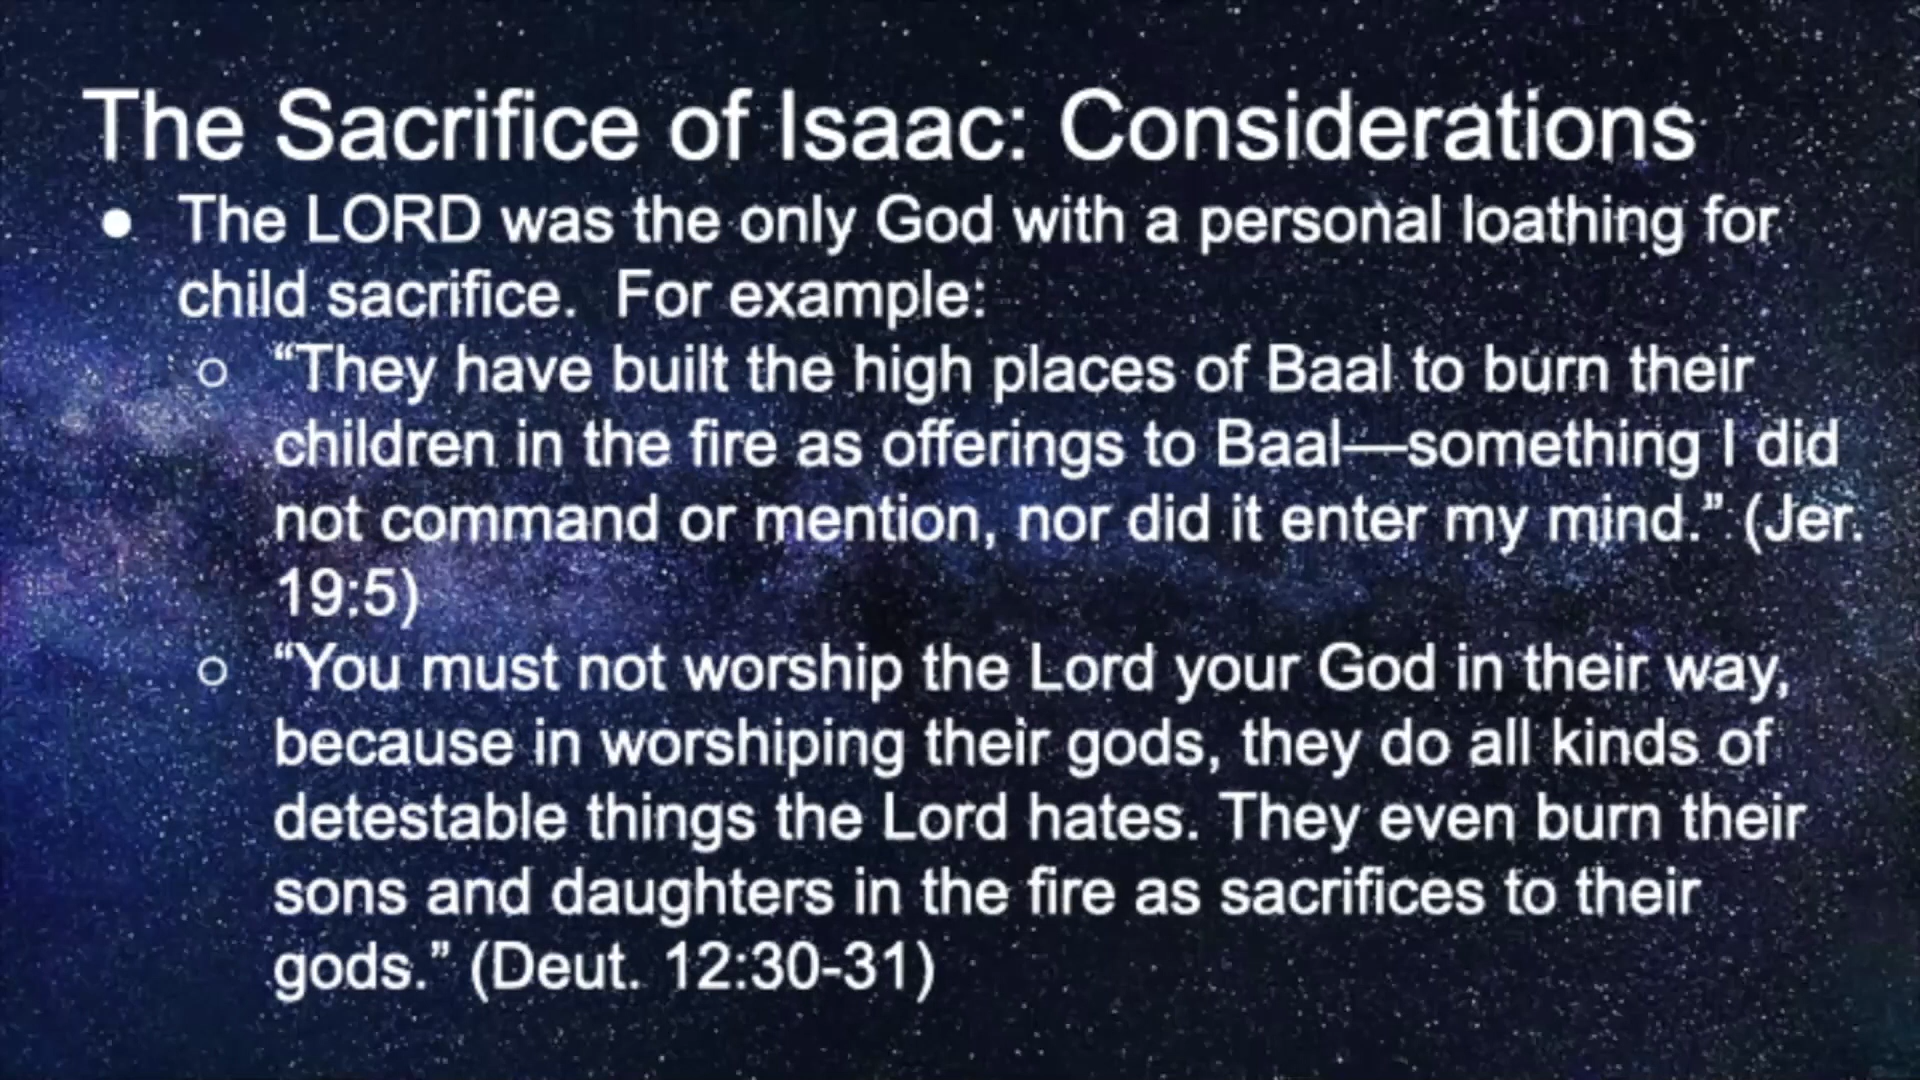 The Sacrifice of Isaac: Considerations
● The LORD was the only God with a personal loathing for
child sacrifice.  For example:
○ “They have built the high places of Baal to burn their
children in the fire as offerings to Baal—something I did
not command or mention, nor did it enter my mind.” (Jer.
19:5)
○ “You must not worship the Lord your God in their way,
because in worshiping their gods, they do all kinds of
detestable things the Lord hates. They even burn their
sons and daughters in the fire as sacrifices to their
gods.” (Deut. 12:30-31)